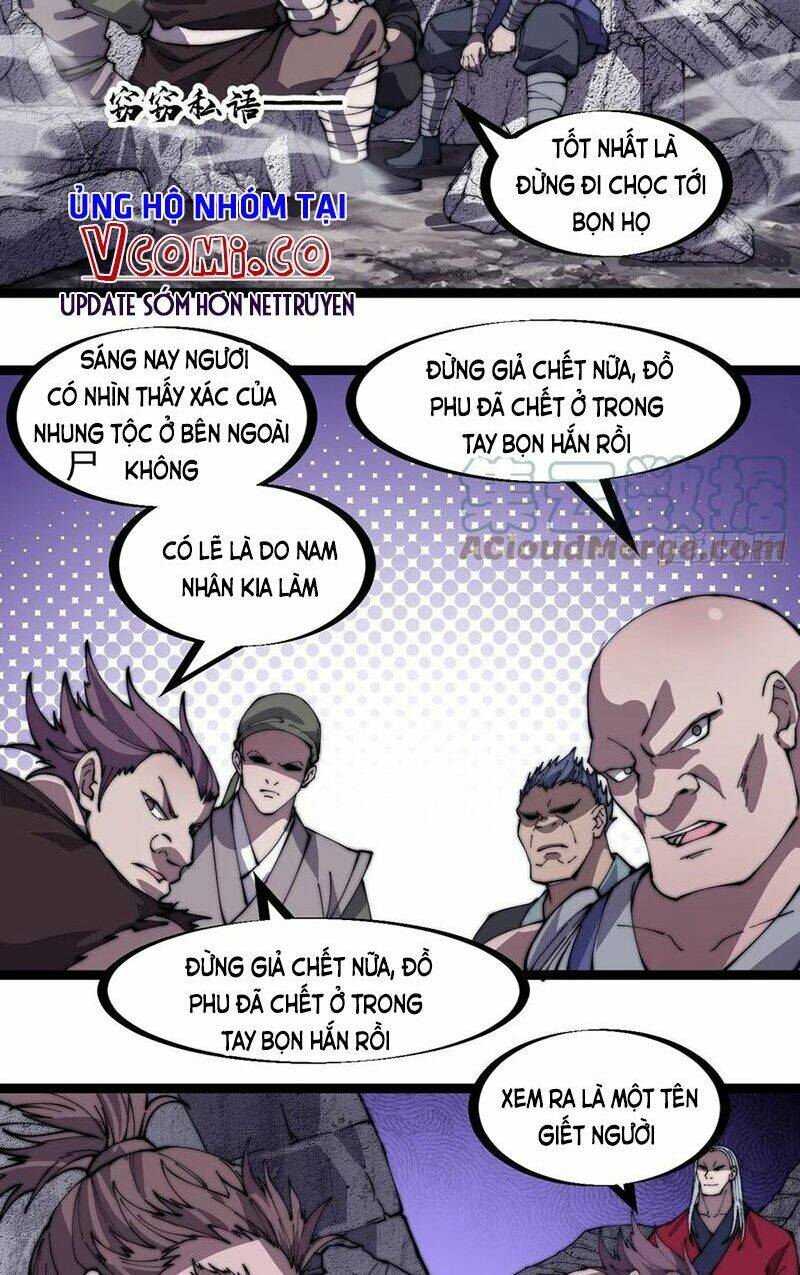 窃窃私语
TỐT NHẤT LÀ
ĐỪNG ĐI CHỌC TỚI
BỌN HỌ
ỦNG HỘ NHÓM TẠI
VCOMI.CO
UPDATE SỚM HƠN NETTRUYEN
SÁNG NAY NGƯƠI
CÓ NHÌN THẤY XÁC CỦA
NHUNG TỘC Ở BÊN NGOÀI
尸 KHÔNG
ĐỪNG GIẢ CHẾT NỮA, ĐỒ
PHU ĐÃ CHẾT Ở TRONG
TAY BỌN HẮN RỒI
集云数据
ACloudMerge.com
CÓ LẼ LÀ DO NAM
NHÂN KIA LÀM
ĐỪNG GIẢ CHẾT NỮA, ĐỒ
PHU ĐÃ CHẾT Ở TRONG
TAY BỌN HẮN RỒI
XEM RA LÀ MỘT TÊN
GIẾT NGƯỜI